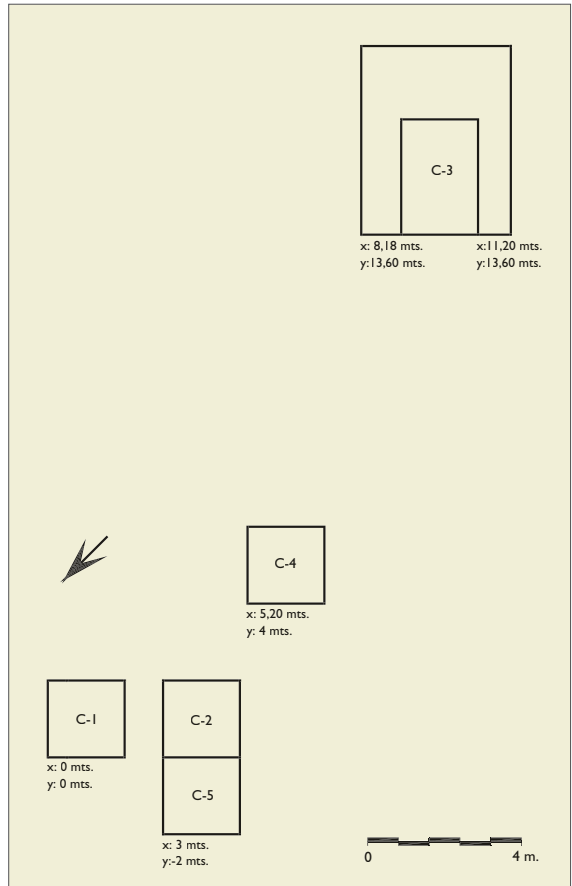 C-3
x: 8,18 mts.
y:13,60 mts.
x:11,20 mts.
y:13,60 mts.
C-4
x: 5,20 mts.
y: 4 mts.
C-1
x: 0 mts.
y: 0 mts.
C-2
C-5
x: 3 mts.
y:-2 mts.
0
4 m.